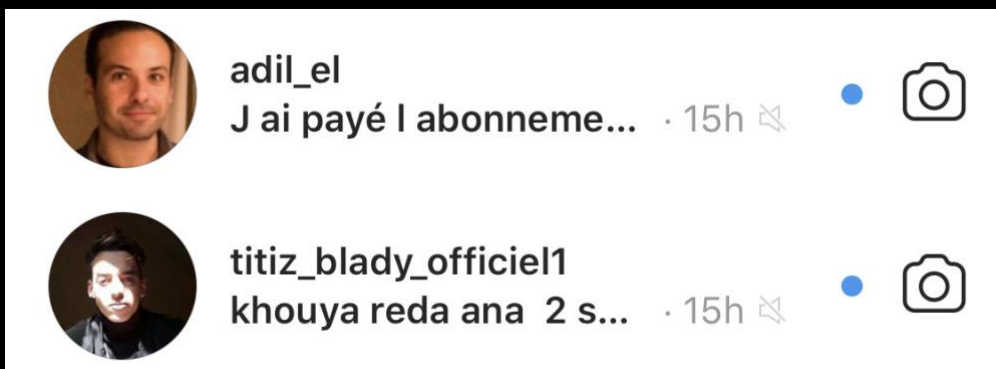 adil_el
J ai payé l abonneme... · 15h
titiz_blady_officiel1
khouya reda ana  2 s... · 15h